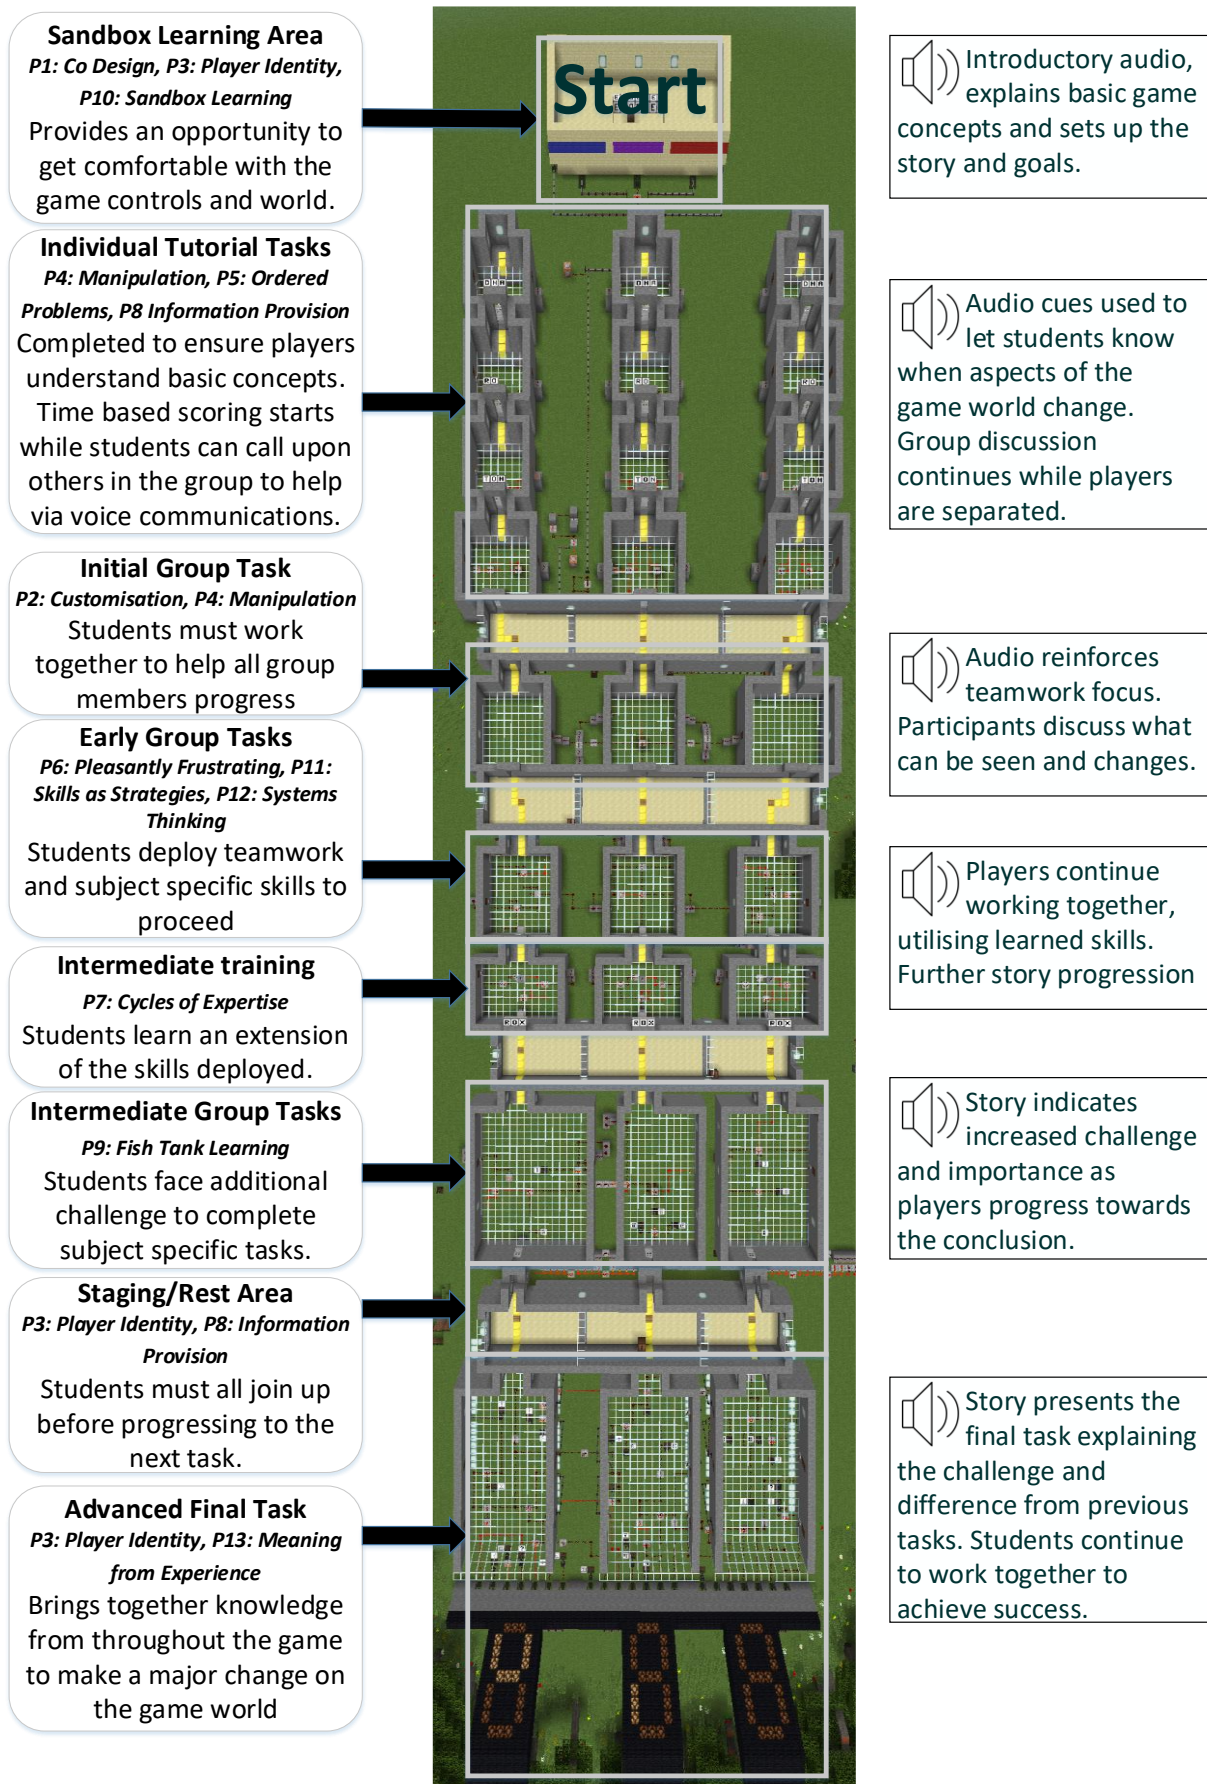 Sandbox Learning Area
P1: Co Design, P3: Player Identity,
P10: Sandbox Learning
Provides an opportunity to
get comfortable with the
game controls and world.
Individual Tutorial Tasks
P4: Manipulation, P5: Ordered
Problems, P8 Information Provision
Completed to ensure players
understand basic concepts.
Time based scoring starts
while students can call upon
others in the group to help
via voice communications.
Initial Group Task
P2: Customisation, P4: Manipulation
Students must work
together to help all group
members progress
Early Group Tasks
P6: Pleasantly Frustrating, P11:
Skills as Strategies, P12: Systems
Thinking
Students deploy teamwork
and subject specific skills to
proceed
Intermediate training
P7: Cycles of Expertise
Students learn an extension
of the skills deployed.
Intermediate Group Tasks
P9: Fish Tank Learning
Students face additional
challenge to complete
subject specific tasks.
Staging/Rest Area
P3: Player Identity, P8: Information
Provision
Students must all join up
before progressing to the
next task.
Advanced Final Task
P3: Player Identity, P13: Meaning
from Experience
Brings together knowledge
from throughout the game
to make a major change on
the game world
Start
Introductory audio,
explains basic game
concepts and sets up the
story and goals.
Audio cues used to
let students know
when aspects of the
game world change.
Group discussion
continues while players
are separated.
Audio reinforces
teamwork focus.
Participants discuss what
can be seen and changes.
Players continue
working together,
utilising learned skills.
Further story progression
Story indicates
increased challenge
and importance as
players progress towards
the conclusion.
Story presents the
final task explaining
the challenge and
difference from previous
tasks. Students continue
to work together to
achieve success.